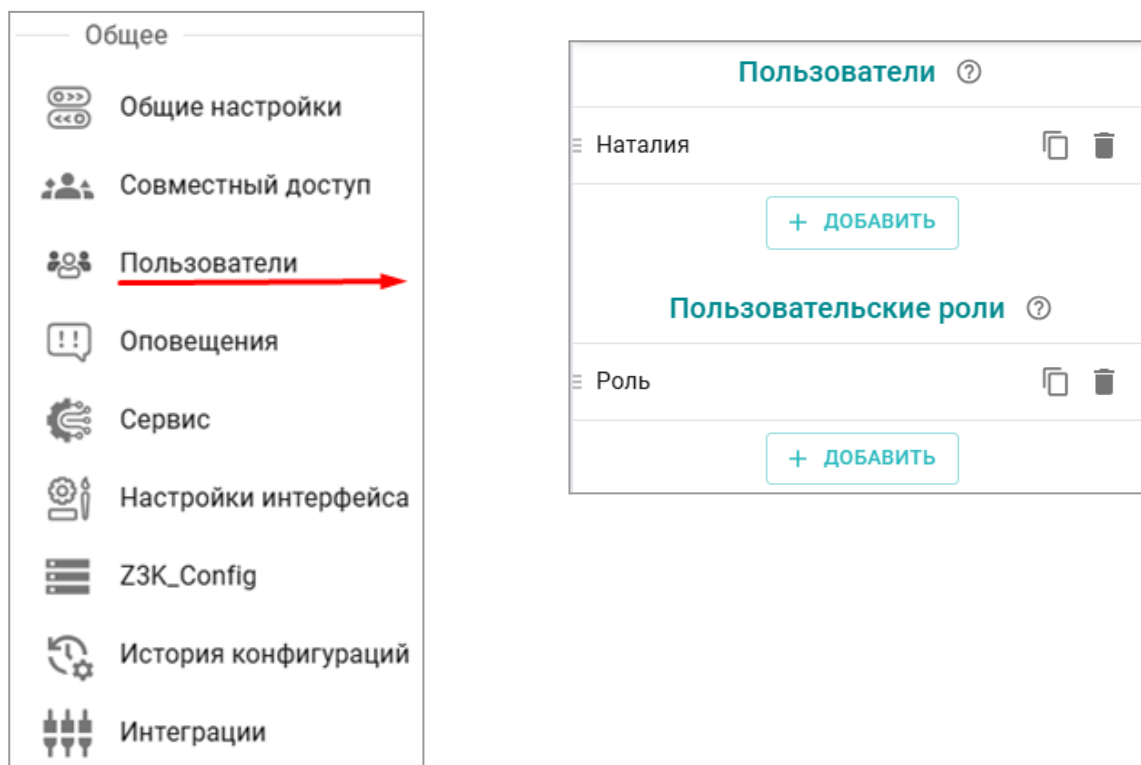 Общее
Общие настройки
Совместный доступ
Пользователи
Оповещения
Сервис
Настройки интерфейса
Z3K_Config
История конфигураций
Интеграции
Пользователи ?
Наталия
+ ДОБАВИТЬ
Пользовательские роли ?
Роль
+ ДОБАВИТЬ